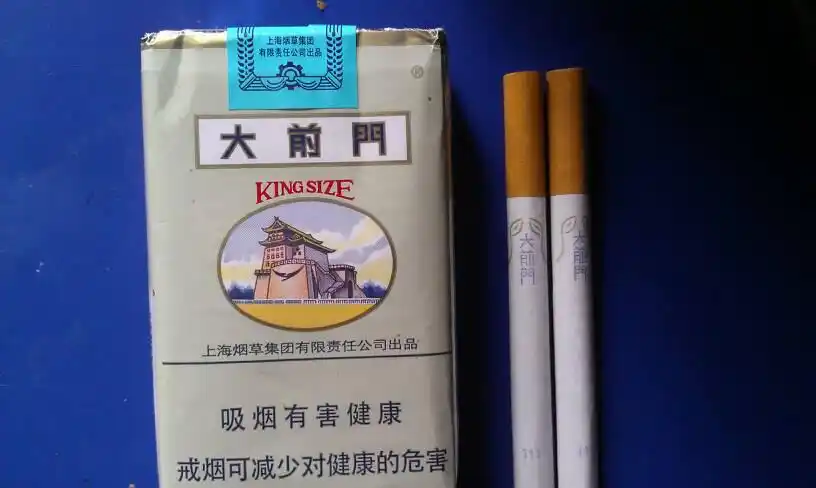 上海烟草集团
有限责任公司出品
®
大前門
KING SIZE
上海烟草集团有限责任公司出品
吸烟有害健康
戒烟可减少对健康的危害
大前門
大前門